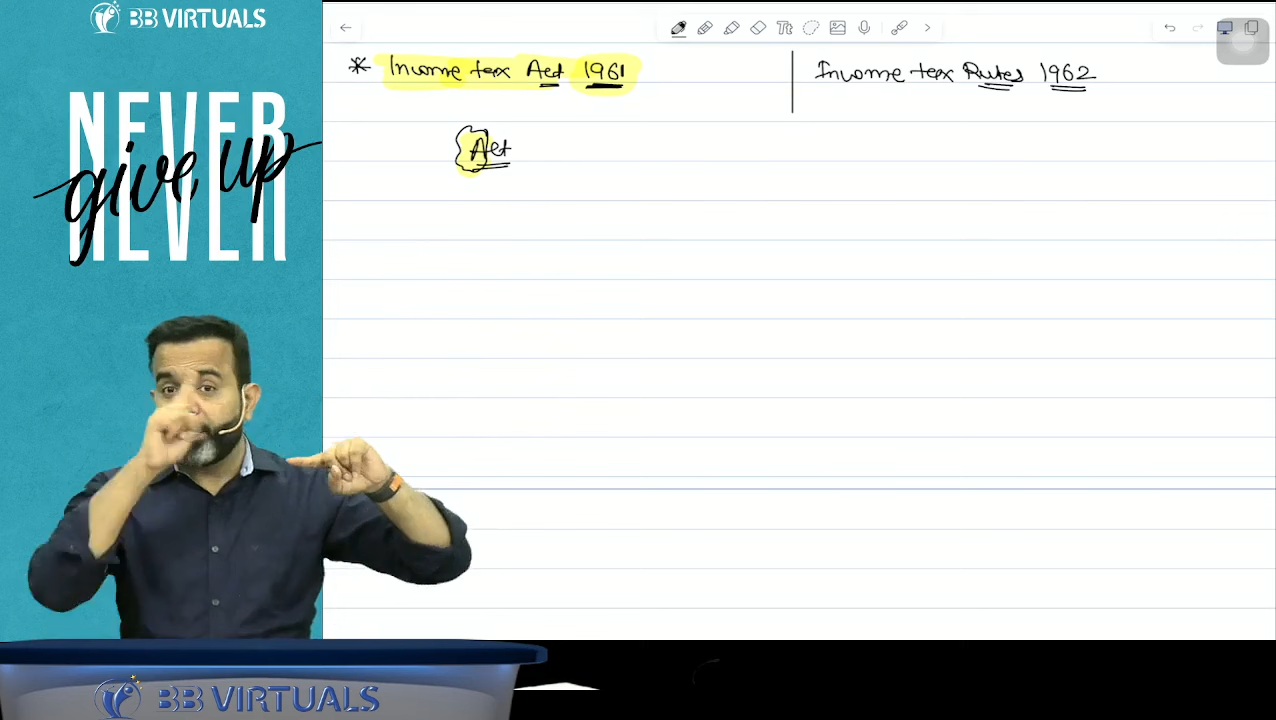 BB VIRTUALS
NEVER
give up
NEVER
* Income tax Act 1961
Income tax Rules 1962
Act
BB VIRTUALS